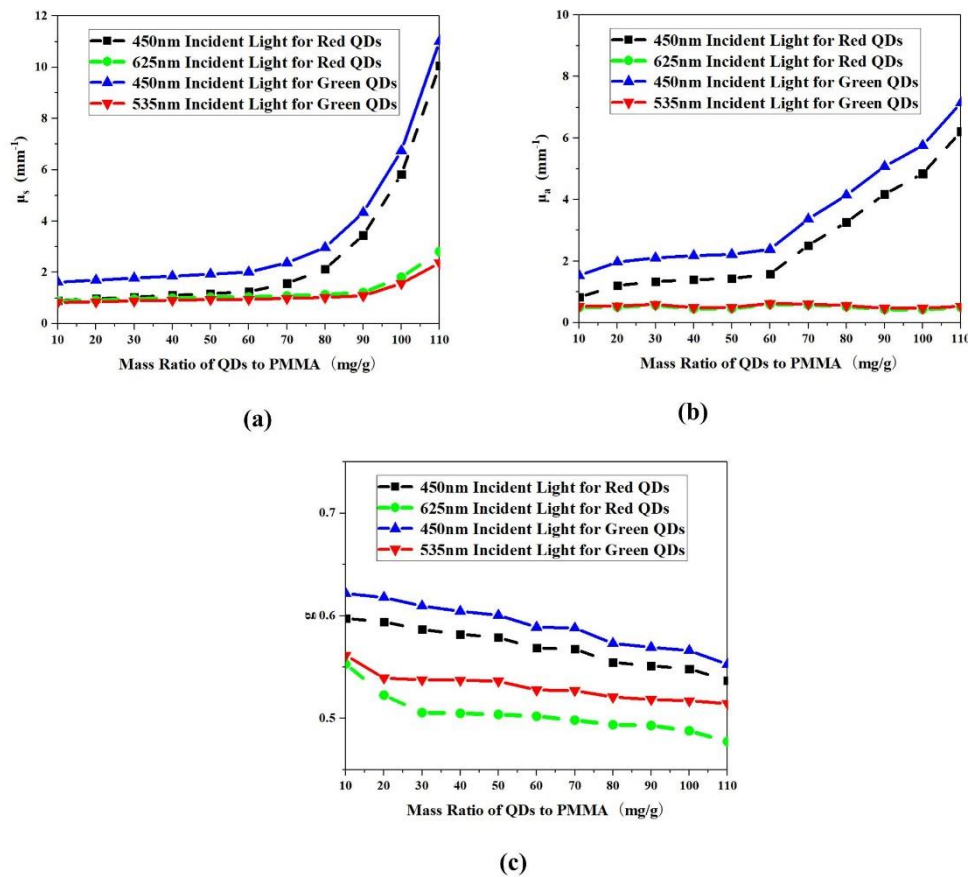 (a)
450nm Incident Light for Red QDs
625nm Incident Light for Red QDs
450nm Incident Light for Green QDs
535nm Incident Light for Green QDs
12
10
8
6
4
2
0
μs (mm⁻¹)
10 20 30 40 50 60 70 80 90 100 110
Mass Ratio of QDs to PMMA (mg/g)
(a)
(b)
450nm Incident Light for Red QDs
625nm Incident Light for Red QDs
450nm Incident Light for Green QDs
535nm Incident Light for Green QDs
10
8
6
4
2
0
μa (mm⁻¹)
10 20 30 40 50 60 70 80 90 100 110
Mass Ratio of QDs to PMMA (mg/g)
(b)
450nm Incident Light for Red QDs
625nm Incident Light for Red QDs
450nm Incident Light for Green QDs
535nm Incident Light for Green QDs
0.7
0.6
0.5
g
10 20 30 40 50 60 70 80 90 100 110
Mass Ratio of QDs to PMMA (mg/g)
(c)